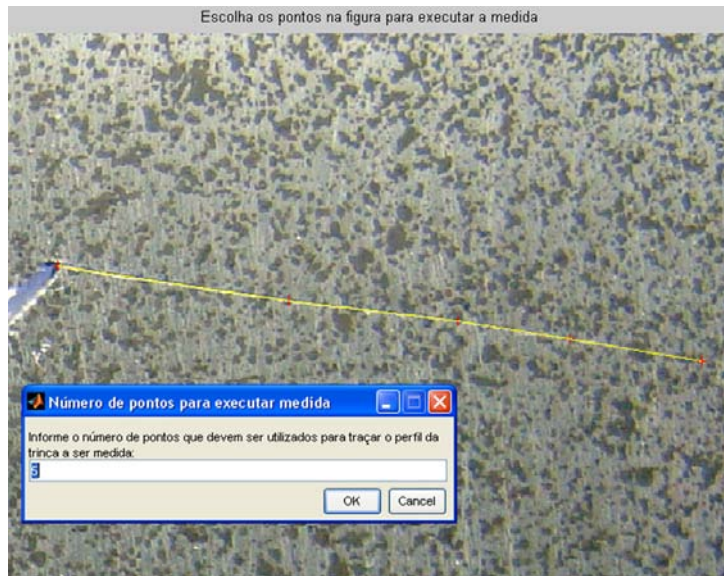 Escolha os pontos na figura para executar a medida
Número de pontos para executar medida
Informe o número de pontos que devem ser utilizados para traçar o perfil da
trinca a ser medida:
5
OK Cancel